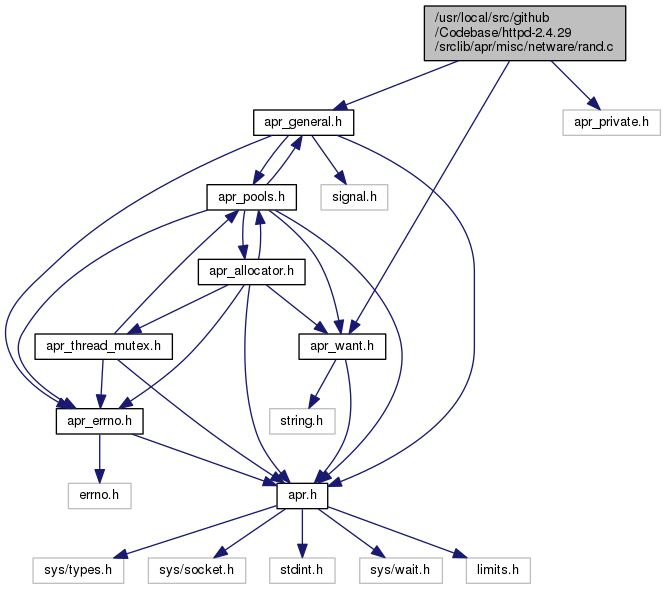 /usr/local/src/github
/Codebase/httpd-2.4.29
/srclib/apr/misc/netware/rand.c
apr_general.h
apr_private.h
apr_pools.h
signal.h
apr_allocator.h
apr_thread_mutex.h
apr_want.h
apr_errno.h
string.h
errno.h
apr.h
sys/types.h
sys/socket.h
stdint.h
sys/wait.h
limits.h